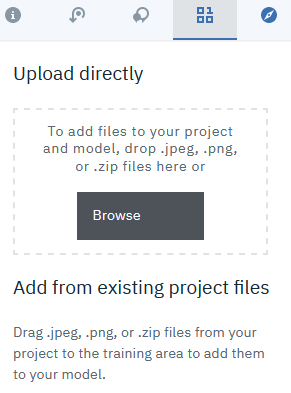 Upload directly
To add files to your project
and model, drop .jpeg, .png,
or .zip files here or
Browse
Add from existing project files
Drag .jpeg, .png, or .zip files from your
project to the training area to add them
to your model.